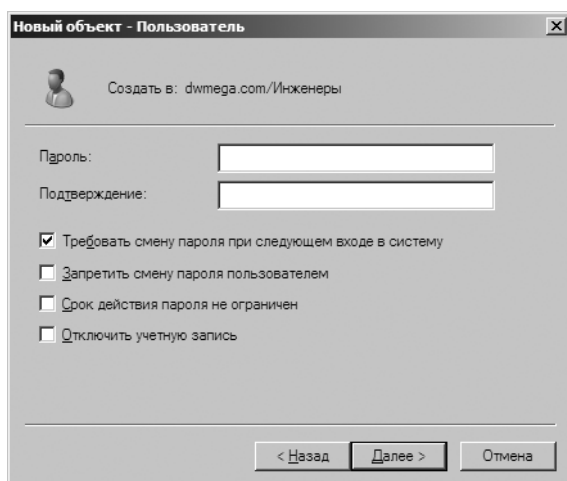 Новый объект - Пользователь
Создать в: dwmega.com/Инженеры
Пароль:
Подтверждение:
Требовать смену пароля при следующем входе в систему
Запретить смену пароля пользователем
Срок действия пароля не ограничен
Отключить учетную запись
< Назад Далее > Отмена